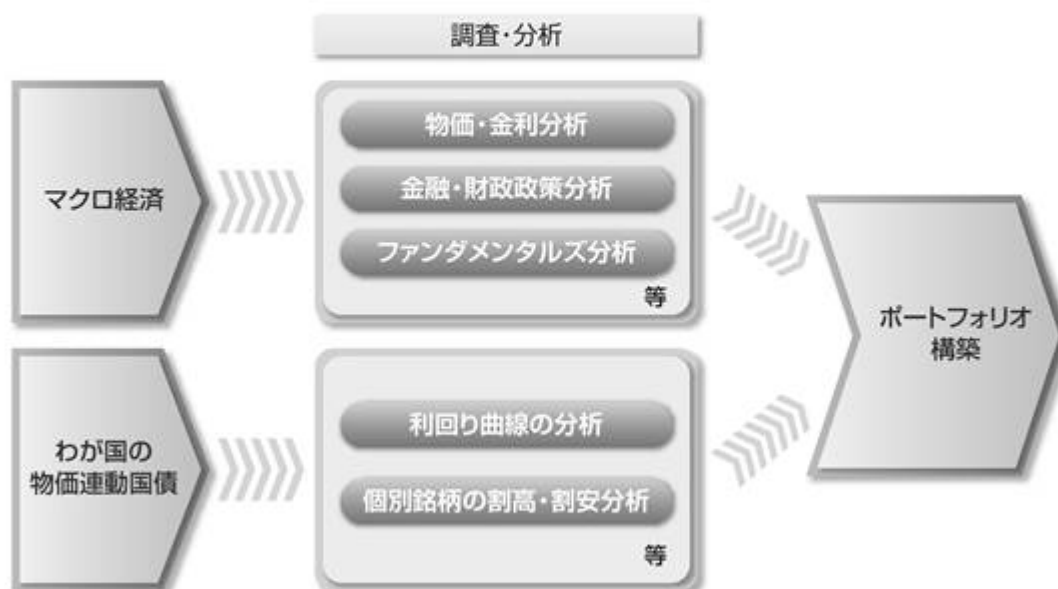 調査・分析
マクロ経済
物価・金利分析
金融・財政政策分析
ファンダメンタルズ分析
等
わが国の
物価連動国債
利回り曲線の分析
個別銘柄の割高・割安分析
等
ポートフォリオ
構築